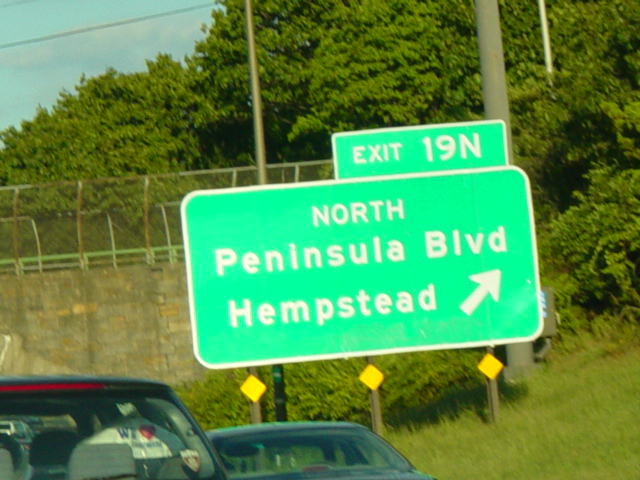 EXIT 19N
NORTH
Peninsula Blvd
Hempstead